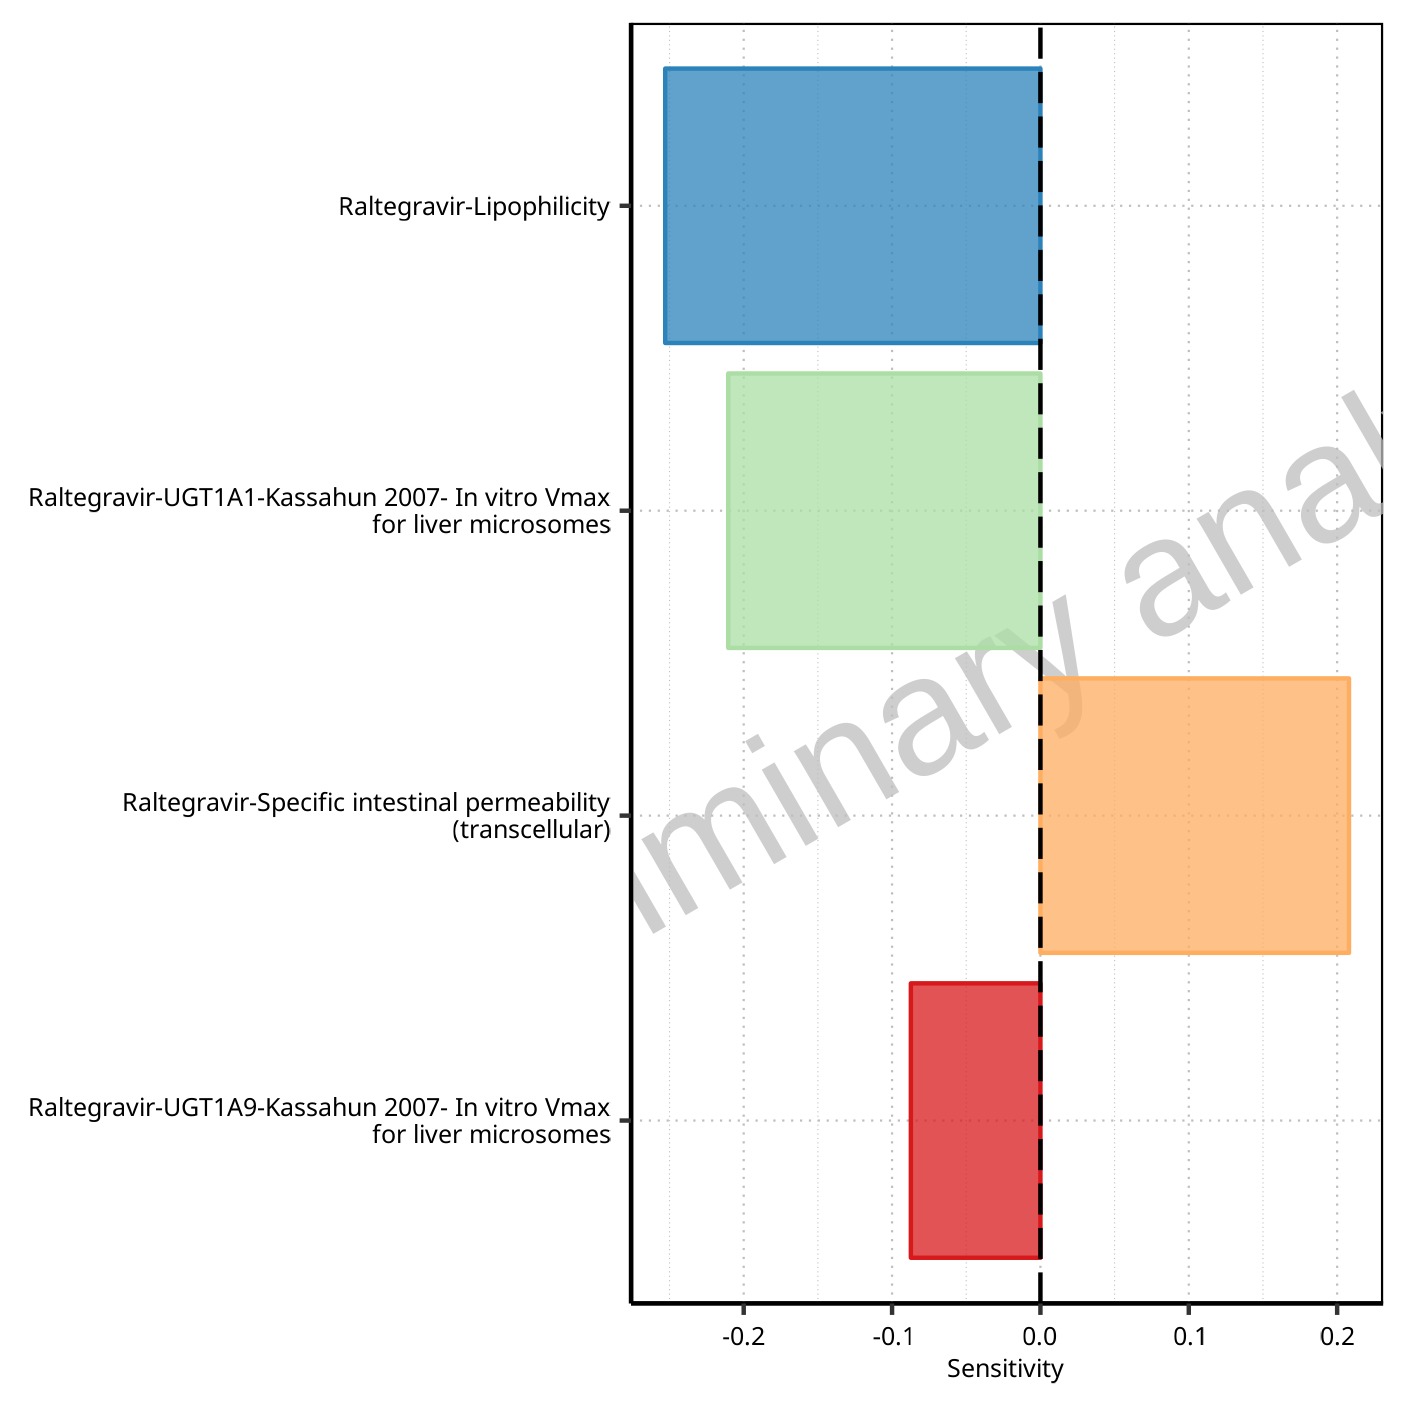 Raltegravir-Lipophilicity
Raltegravir-UGT1A1-Kassahun 2007- In vitro Vmax
for liver microsomes
Raltegravir-Specific intestinal permeability
(transcellular)
Raltegravir-UGT1A9-Kassahun 2007- In vitro Vmax
for liver microsomes
minary anal
-0.2 -0.1 0.0 0.1 0.2
Sensitivity